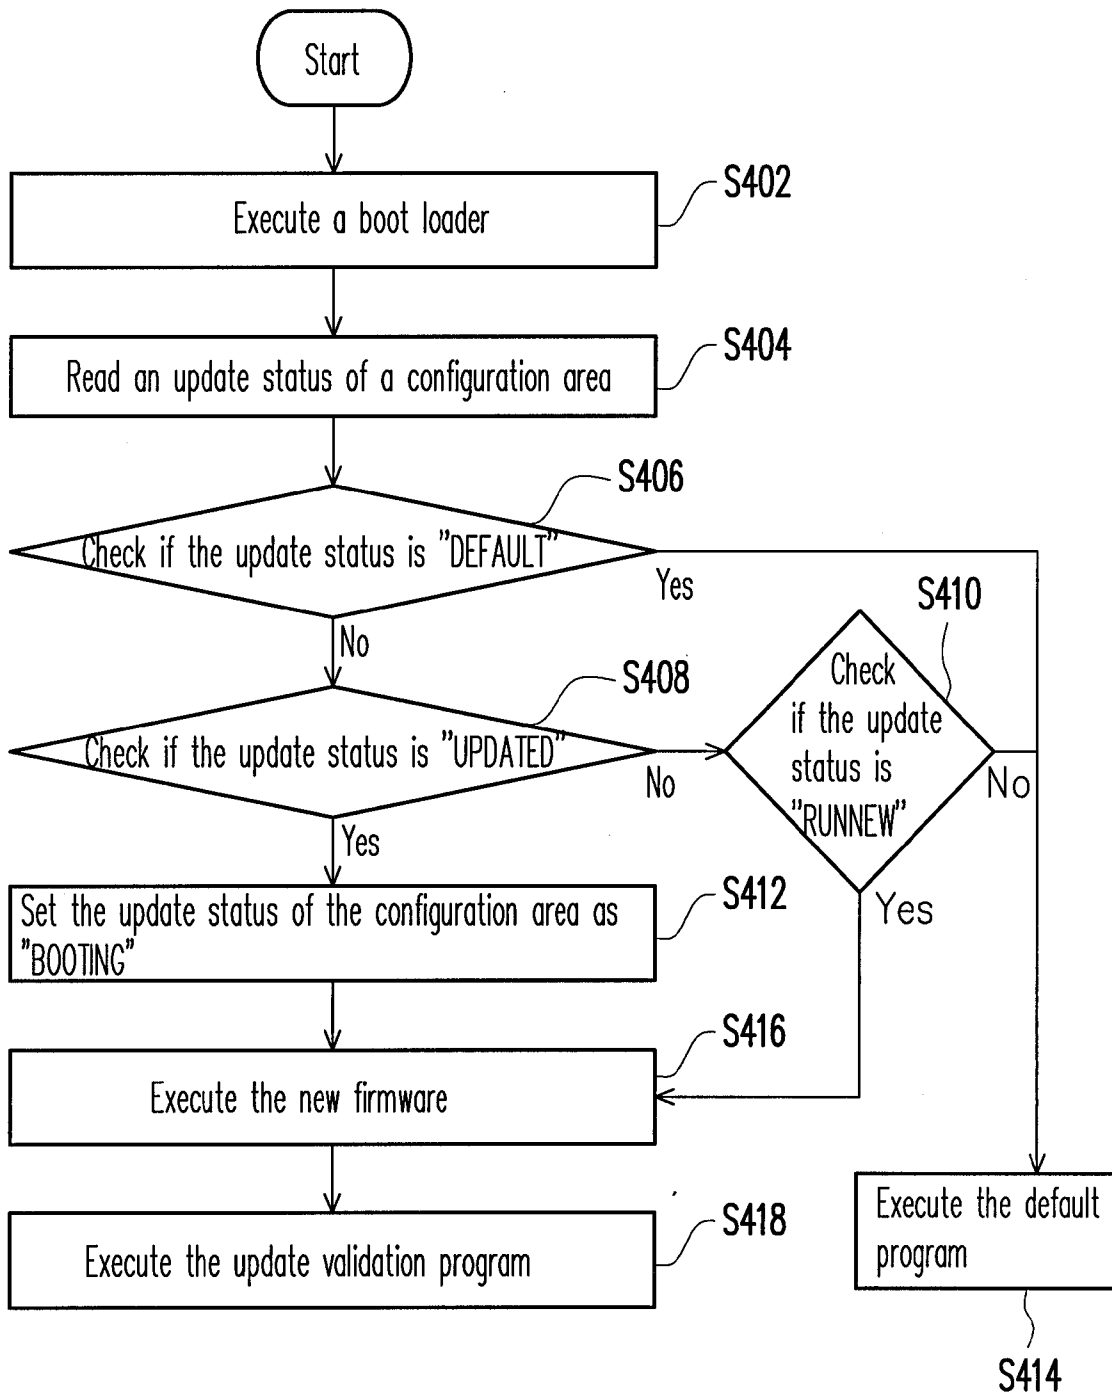 Start
Execute a boot loader
S402
Read an update status of a configuration area
S404
S406
Check if the update status is "DEFAULT"
Yes
No
S408
Check if the update status is "UPDATED"
No
Yes
S410
Check
if the update
status is
"RUNNEW"
No
Yes
Set the update status of the configuration area as
"BOOTING"
S412
Execute the new firmware
S416
Execute the update validation program
S418
Execute the default
program
S414